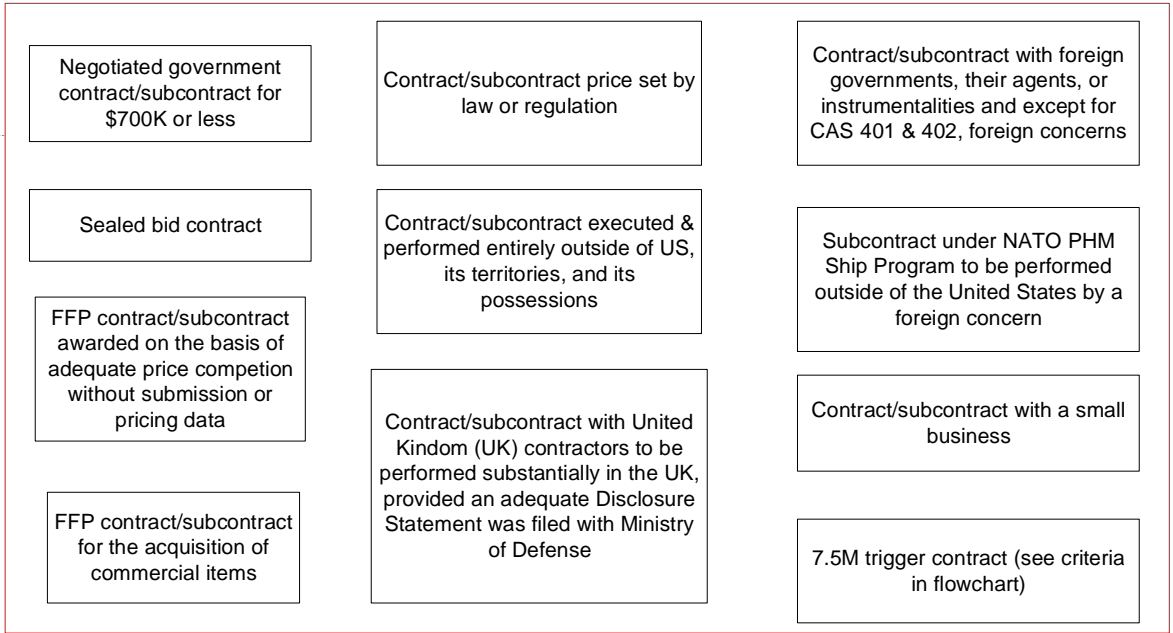 Negotiated government
contract/subcontract for
$700K or less
Sealed bid contract
FFP contract/subcontract
awarded on the basis of
adequate price competion
without submission or
pricing data
FFP contract/subcontract
for the acquisition of
commercial items
Contract/subcontract price set by
law or regulation
Contract/subcontract executed &
performed entirely outside of US,
its territories, and its
possessions
Contract/subcontract with United
Kindom (UK) contractors to be
performed substantially in the UK,
provided an adequate Disclosure
Statement was filed with Ministry
of Defense
Contract/subcontract with foreign
governments, their agents, or
instrumentalities and except for
CAS 401 & 402, foreign concerns
Subcontract under NATO PHM
Ship Program to be performed
outside of the United States by a
foreign concern
Contract/subcontract with a small
business
7.5M trigger contract (see criteria
in flowchart)